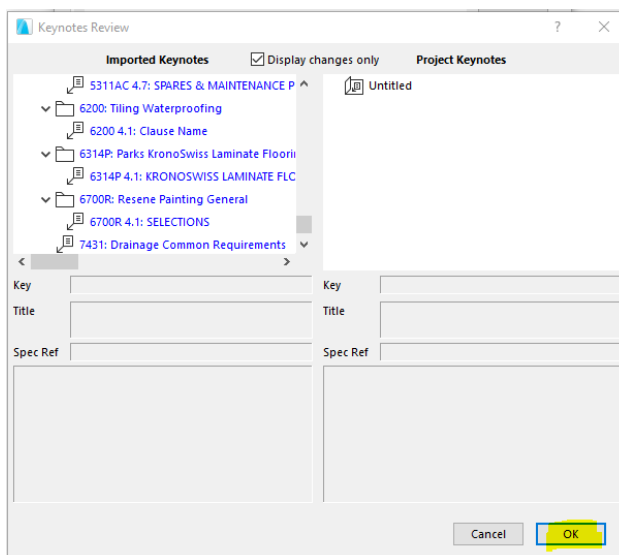 Keynotes Review
Imported Keynotes
Display changes only
Project Keynotes
5311AC 4.7: SPARES & MAINTENANCE P
6200: Tiling Waterproofing
6200 4.1: Clause Name
6314P: Parks KronoSwiss Laminate Floori
6314P 4.1: KRONOSWISS LAMINATE FLC
6700R: Resene Painting General
6700R 4.1: SELECTIONS
7431: Drainage Common Requirements
Untitled
Key
Title
Spec Ref
Key
Title
Spec Ref
Cancel
OK